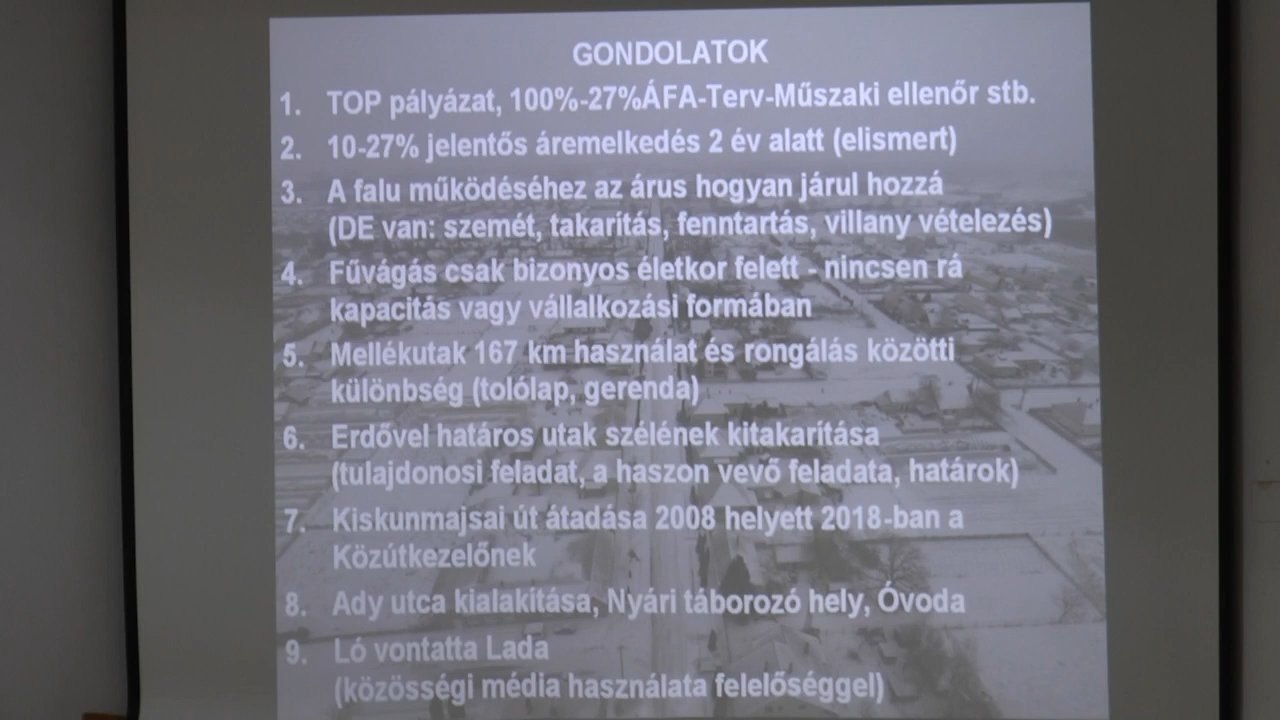 GONDOLATOK
1. TOP pályázat, 100%-27%ÁFA-Terv-Műszaki ellenőr stb.
2. 10-27% jelentős áremelkedés 2 év alatt (elismert)
3. A falu működéséhez az árus hogyan járul hozzá
(DE van: szemét, takarítás, fenntartás, villany vételezés)
4. Fűvágás csak bizonyos életkor felett - nincsen rá
kapacitás vagy vállalkozási formában
5. Mellékutak 167 km használat és rongálás közötti
különbség (tolólap, gerenda)
6. Erdővel határos utak szélének kitakarítása
(tulajdonosi feladat, a haszon vevő feladata, határok)
7. Kiskunmajsai út átadása 2008 helyett 2018-ban a
Közútkezelőnek
8. Ady utca kialakítása, Nyári táborozó hely, Óvoda
9. Ló vontatta Lada
(közösségi média használata felelőséggel)